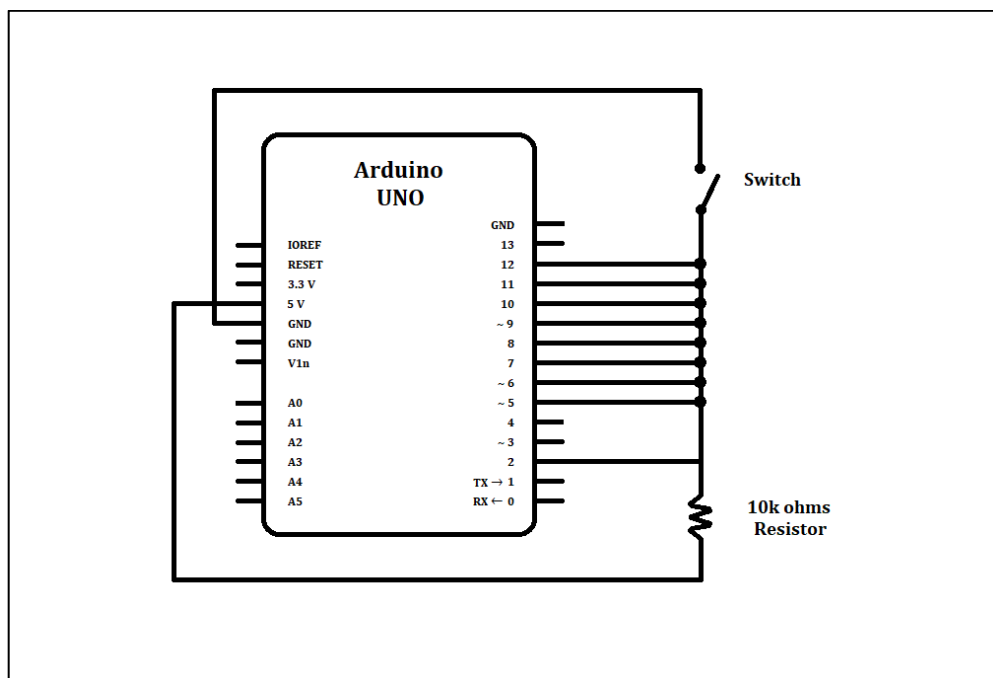 Arduino
UNO
Switch
GND
IOREF
13
RESET
12
3.3 V
11
5 V
10
GND
~ 9
GND
8
V1n
7
~ 6
A0
~ 5
A1
4
A2
~ 3
A3
2
A4
TX → 1
A5
RX ← 0
10k ohms
Resistor